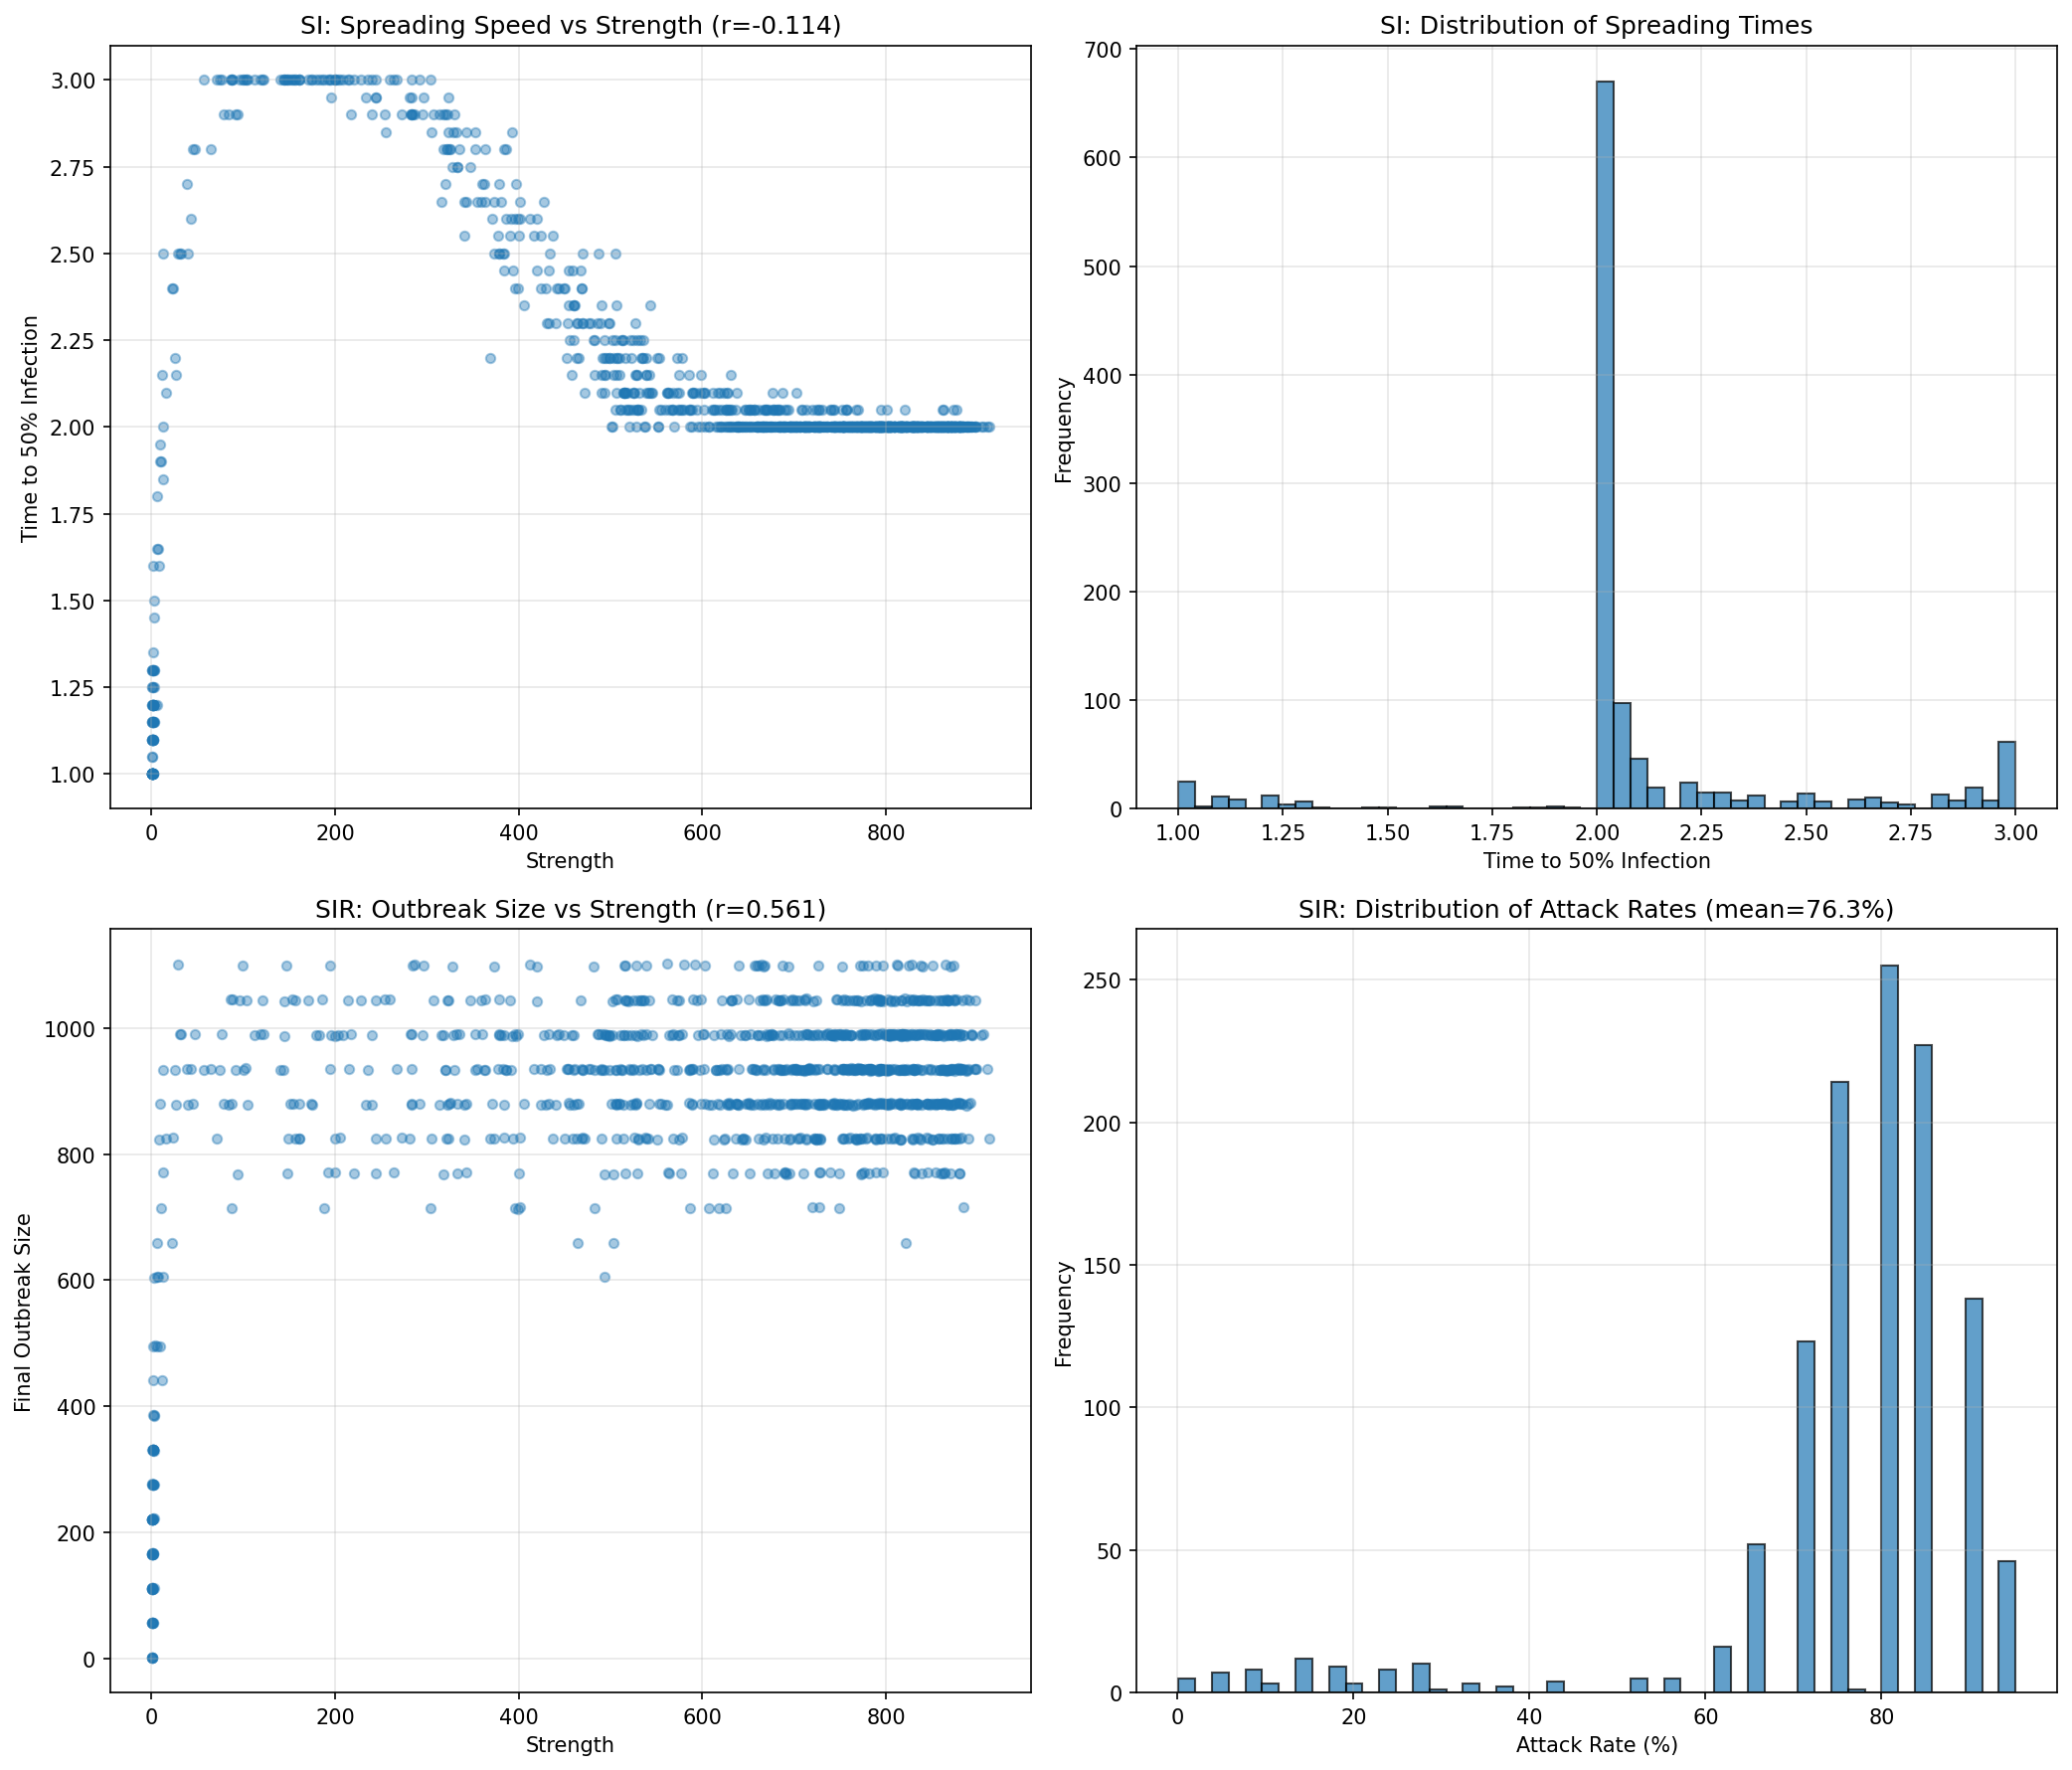 SI: Spreading Speed vs Strength (r=-0.114)
3.00
2.75
2.50
2.25
2.00
1.75
1.50
1.25
1.00
Time to 50% Infection
0 200 400 600 800
Strength
SI: Distribution of Spreading Times
700
600
500
400
300
200
100
0
Frequency
1.00 1.25 1.50 1.75 2.00 2.25 2.50 2.75 3.00
Time to 50% Infection
SIR: Outbreak Size vs Strength (r=0.561)
1000
800
600
400
200
0
Final Outbreak Size
0 200 400 600 800
Strength
SIR: Distribution of Attack Rates (mean=76.3%)
250
200
150
100
50
0
Frequency
0 20 40 60 80
Attack Rate (%)